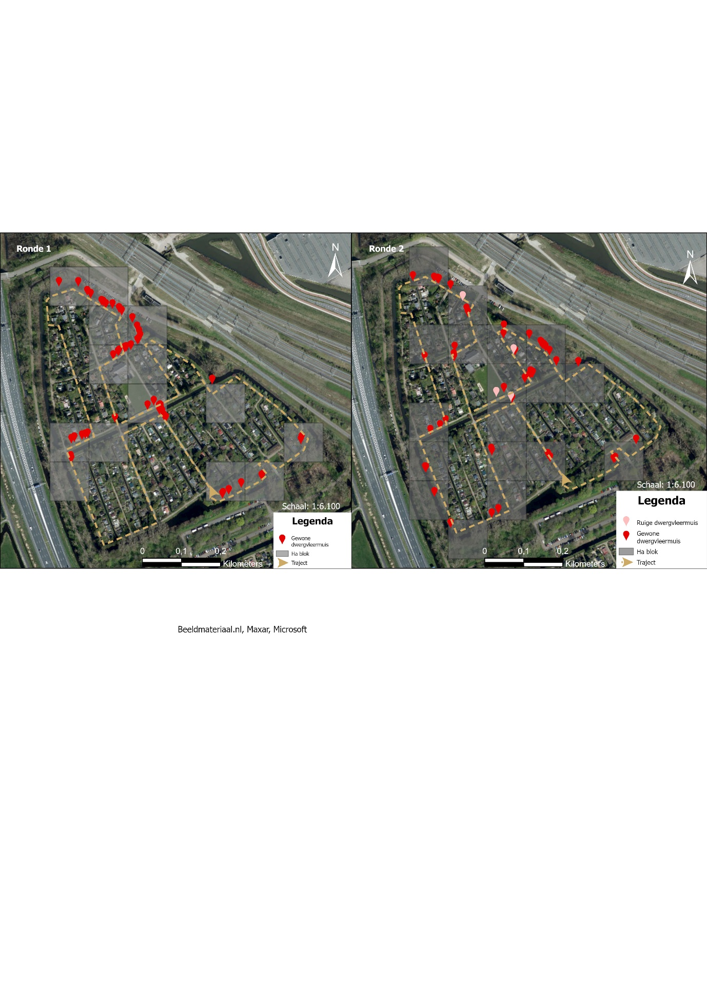 Ronde 1
N
Schaal: 1:6.100
Legenda
Gewone
dwergvleermuis
Ha blok
Traject
0 0,1 0,2
Kilometers
Ronde 2
N
Schaal: 1:6.100
Legenda
Ruige dwergvleermuis
Gewone
dwergvleermuis
Ha blok
Traject
0 0,1 0,2
Kilometers
Beeldmateriaal.nl, Maxar, Microsoft